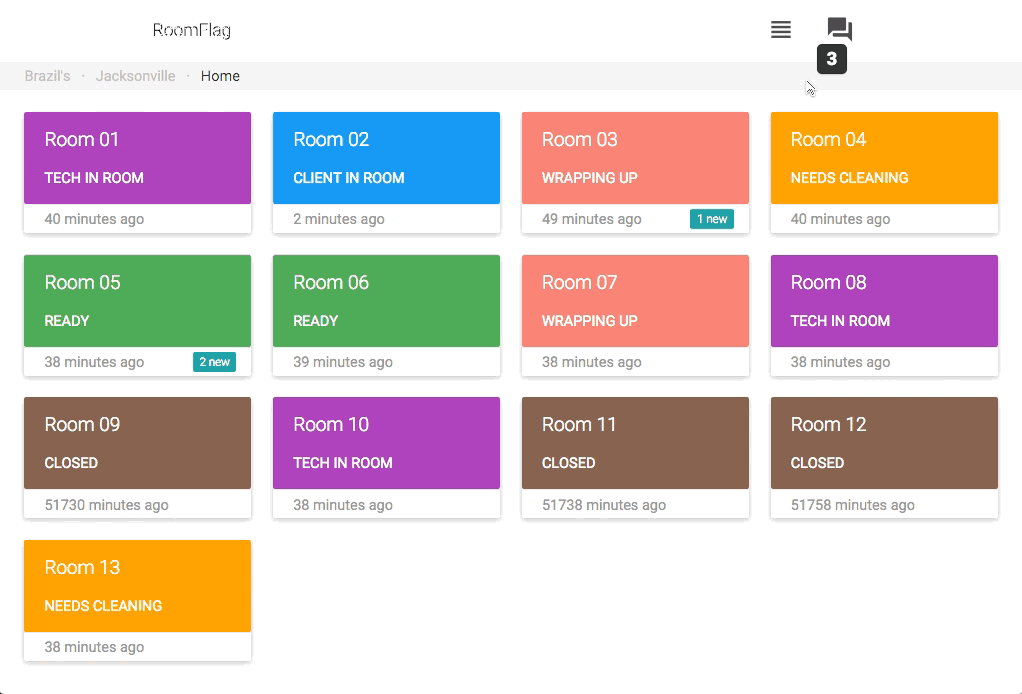 RoomFlag
3
Brazil's · Jacksonville · Home
Room 01
TECH IN ROOM
40 minutes ago
Room 02
CLIENT IN ROOM
2 minutes ago
Room 03
WRAPPING UP
49 minutes ago 1 new
Room 04
NEEDS CLEANING
40 minutes ago
Room 05
READY
38 minutes ago 2 new
Room 06
READY
39 minutes ago
Room 07
WRAPPING UP
38 minutes ago
Room 08
TECH IN ROOM
38 minutes ago
Room 09
CLOSED
51730 minutes ago
Room 10
TECH IN ROOM
38 minutes ago
Room 11
CLOSED
51738 minutes ago
Room 12
CLOSED
51758 minutes ago
Room 13
NEEDS CLEANING
38 minutes ago